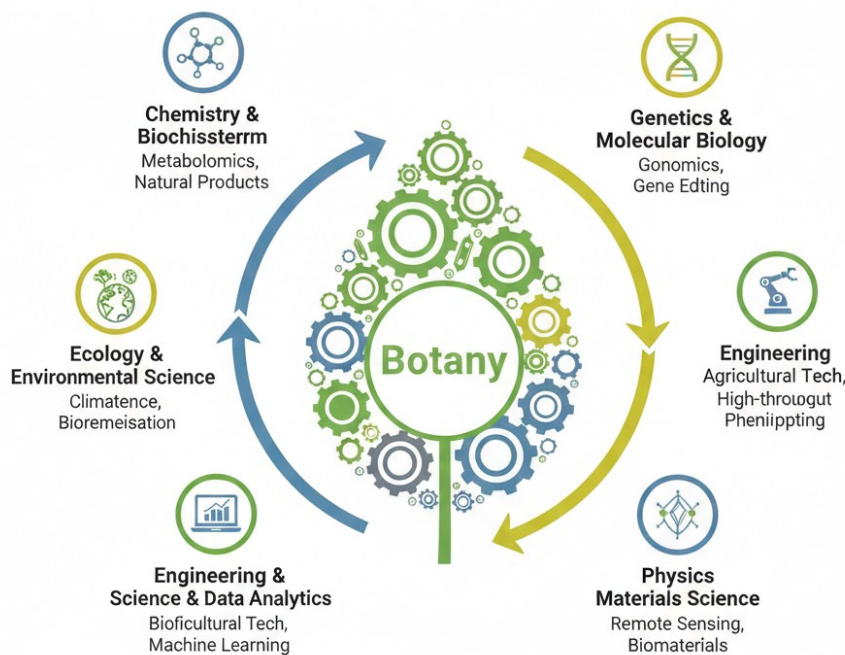 Chemistry &
Biochissterrm
Metabolomics,
Natural Products
Genetics &
Molecular Biology
Gonomics,
Gene Edting
Ecology &
Environmental Science
Climatence,
Bioremeisation
Botany
Engineering
Agricultural Tech,
High-througut
Pheniippting
Engineering &
Science & Data Analytics
Bioficultural Tech,
Machine Learning
Physics
Materials Science
Remote Sensing,
Biomaterials